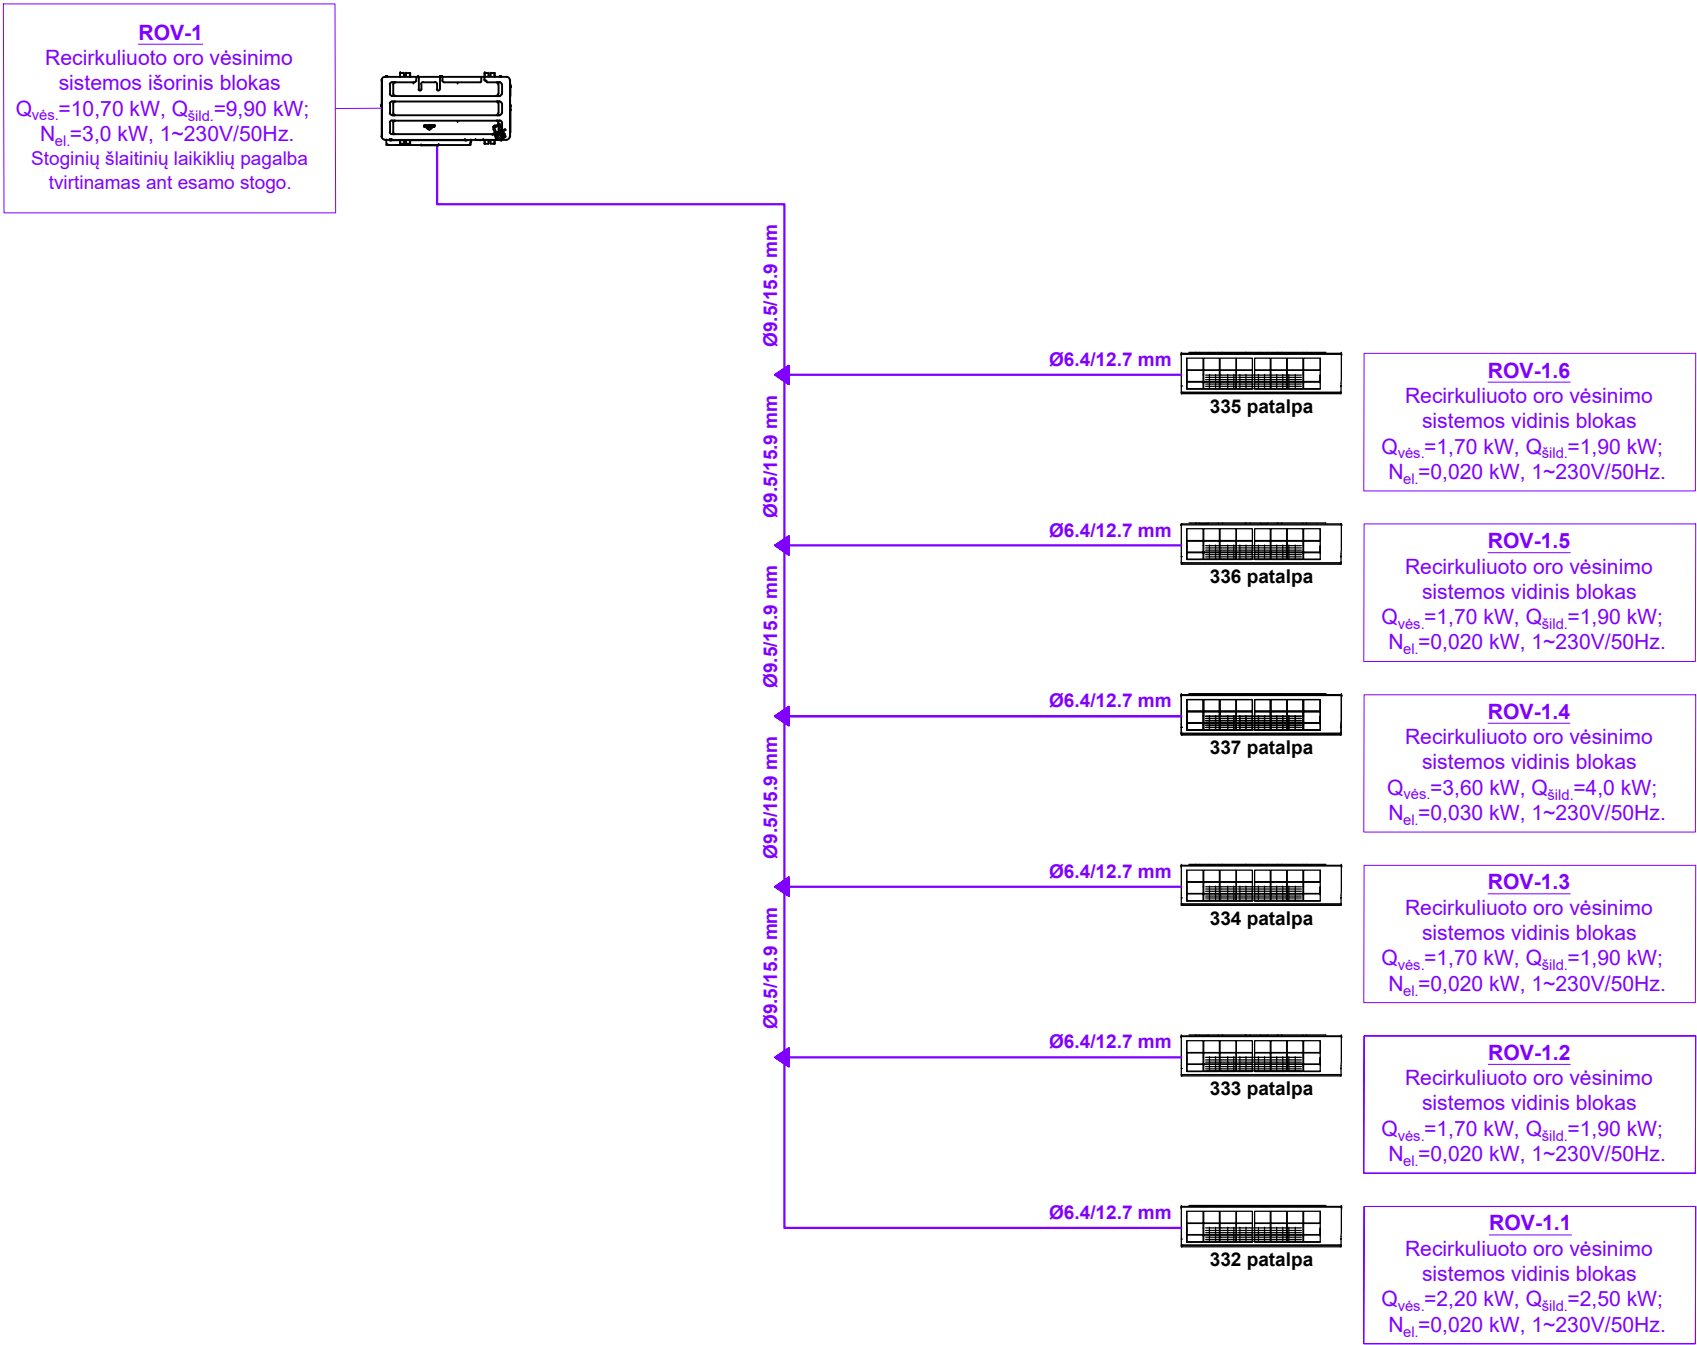 ROV-1
Recirkuliuoto oro vėsinimo
sistemos išorinis blokas
Qvės.=10,70 kW, Qšild.=9,90 kW;
Nel.=3,0 kW, 1~230V/50Hz.
Stoginių šlaitinių laikiklių pagalba
tvirtinamas ant esamo stogo.
Ø9.5/15.9 mm
Ø6.4/12.7 mm
335 patalpa
ROV-1.6
Recirkuliuoto oro vėsinimo
sistemos vidinis blokas
Qvės.=1,70 kW, Qšild.=1,90 kW;
Nel.=0,020 kW, 1~230V/50Hz.
Ø9.5/15.9 mm
Ø6.4/12.7 mm
336 patalpa
ROV-1.5
Recirkuliuoto oro vėsinimo
sistemos vidinis blokas
Qvės.=1,70 kW, Qšild.=1,90 kW;
Nel.=0,020 kW, 1~230V/50Hz.
Ø9.5/15.9 mm
Ø6.4/12.7 mm
337 patalpa
ROV-1.4
Recirkuliuoto oro vėsinimo
sistemos vidinis blokas
Qvės.=3,60 kW, Qšild.=4,0 kW;
Nel.=0,030 kW, 1~230V/50Hz.
Ø9.5/15.9 mm
Ø6.4/12.7 mm
334 patalpa
ROV-1.3
Recirkuliuoto oro vėsinimo
sistemos vidinis blokas
Qvės.=1,70 kW, Qšild.=1,90 kW;
Nel.=0,020 kW, 1~230V/50Hz.
Ø9.5/15.9 mm
Ø6.4/12.7 mm
333 patalpa
ROV-1.2
Recirkuliuoto oro vėsinimo
sistemos vidinis blokas
Qvės.=1,70 kW, Qšild.=1,90 kW;
Nel.=0,020 kW, 1~230V/50Hz.
Ø6.4/12.7 mm
332 patalpa
ROV-1.1
Recirkuliuoto oro vėsinimo
sistemos vidinis blokas
Qvės.=2,20 kW, Qšild.=2,50 kW;
Nel.=0,020 kW, 1~230V/50Hz.